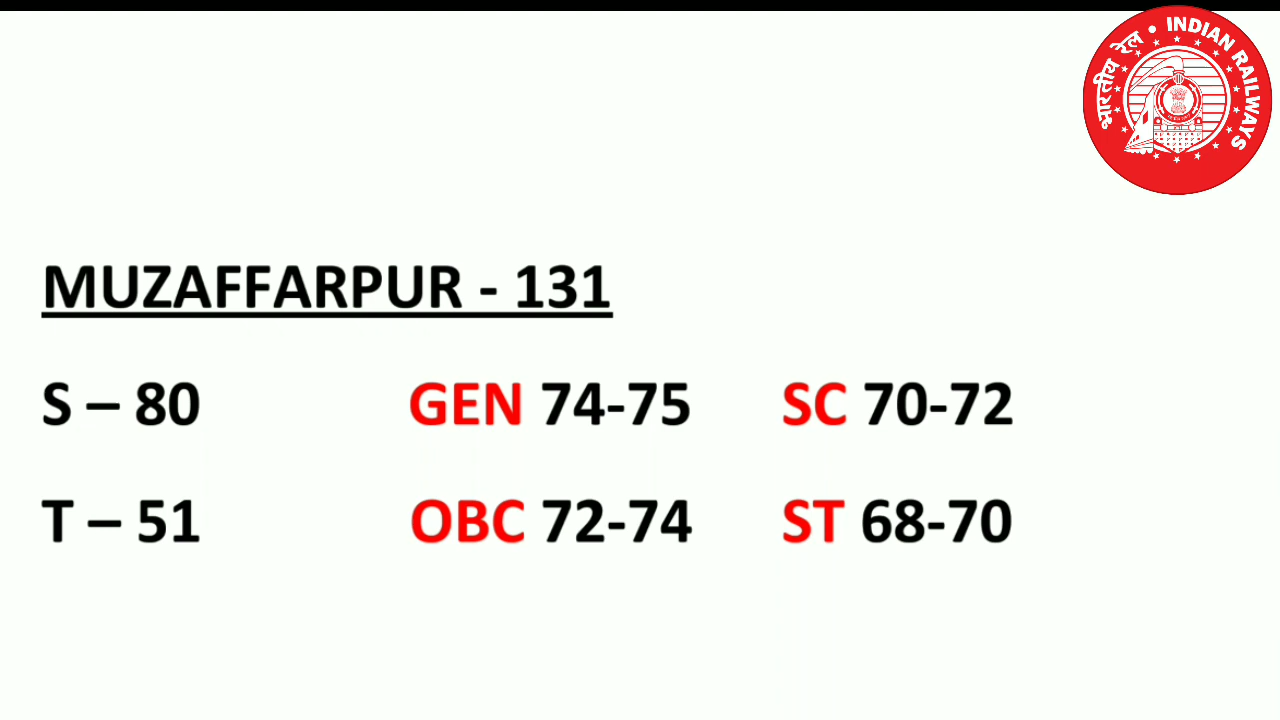 भारतीय रेल • INDIAN RAILWAYS
MUZAFFARPUR - 131
S – 80 GEN 74-75 SC 70-72
T – 51 OBC 72-74 ST 68-70